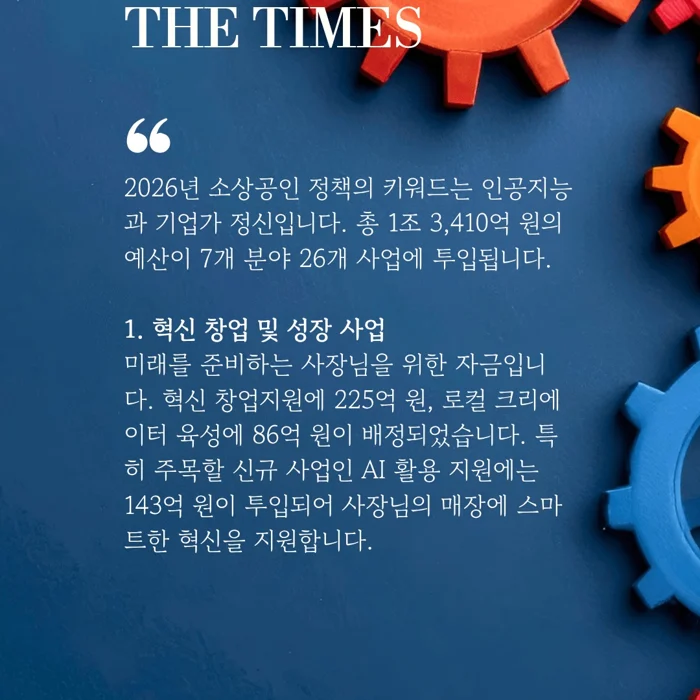 THE TIMES
“
2026년 소상공인 정책의 키워드는 인공지능
과 기업가 정신입니다. 총 1조 3,410억 원의
예산이 7개 분야 26개 사업에 투입됩니다.
1. 혁신 창업 및 성장 사업
미래를 준비하는 사장님을 위한 자금입니
다. 혁신 창업지원에 225억 원, 로컬 크리에
이터 육성에 86억 원이 배정되었습니다. 특
히 주목할 신규 사업인 AI 활용 지원에는
143억 원이 투입되어 사장님의 매장에 스마
트한 혁신을 지원합니다.